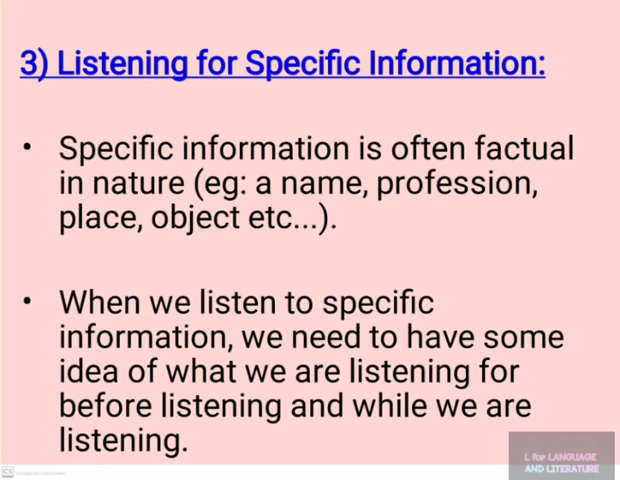 3) Listening for Specific Information:
• Specific information is often factual
in nature (eg: a name, profession,
place, object etc...).
• When we listen to specific
information, we need to have some
idea of what we are listening for
before listening and while we are
listening.
L for LANGUAGE
AND LITERATURE
CS